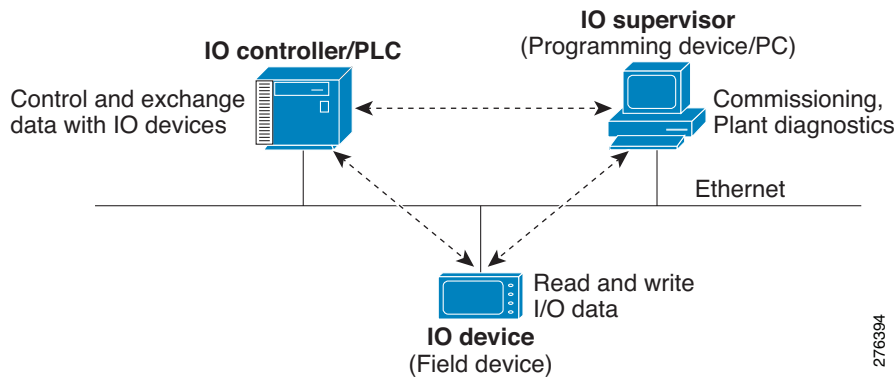 IO supervisor
(Programming device/PC)
IO controller/PLC
Control and exchange
data with IO devices
Commissioning,
Plant diagnostics
Ethernet
Read and write
I/O data
IO device
(Field device)
276394